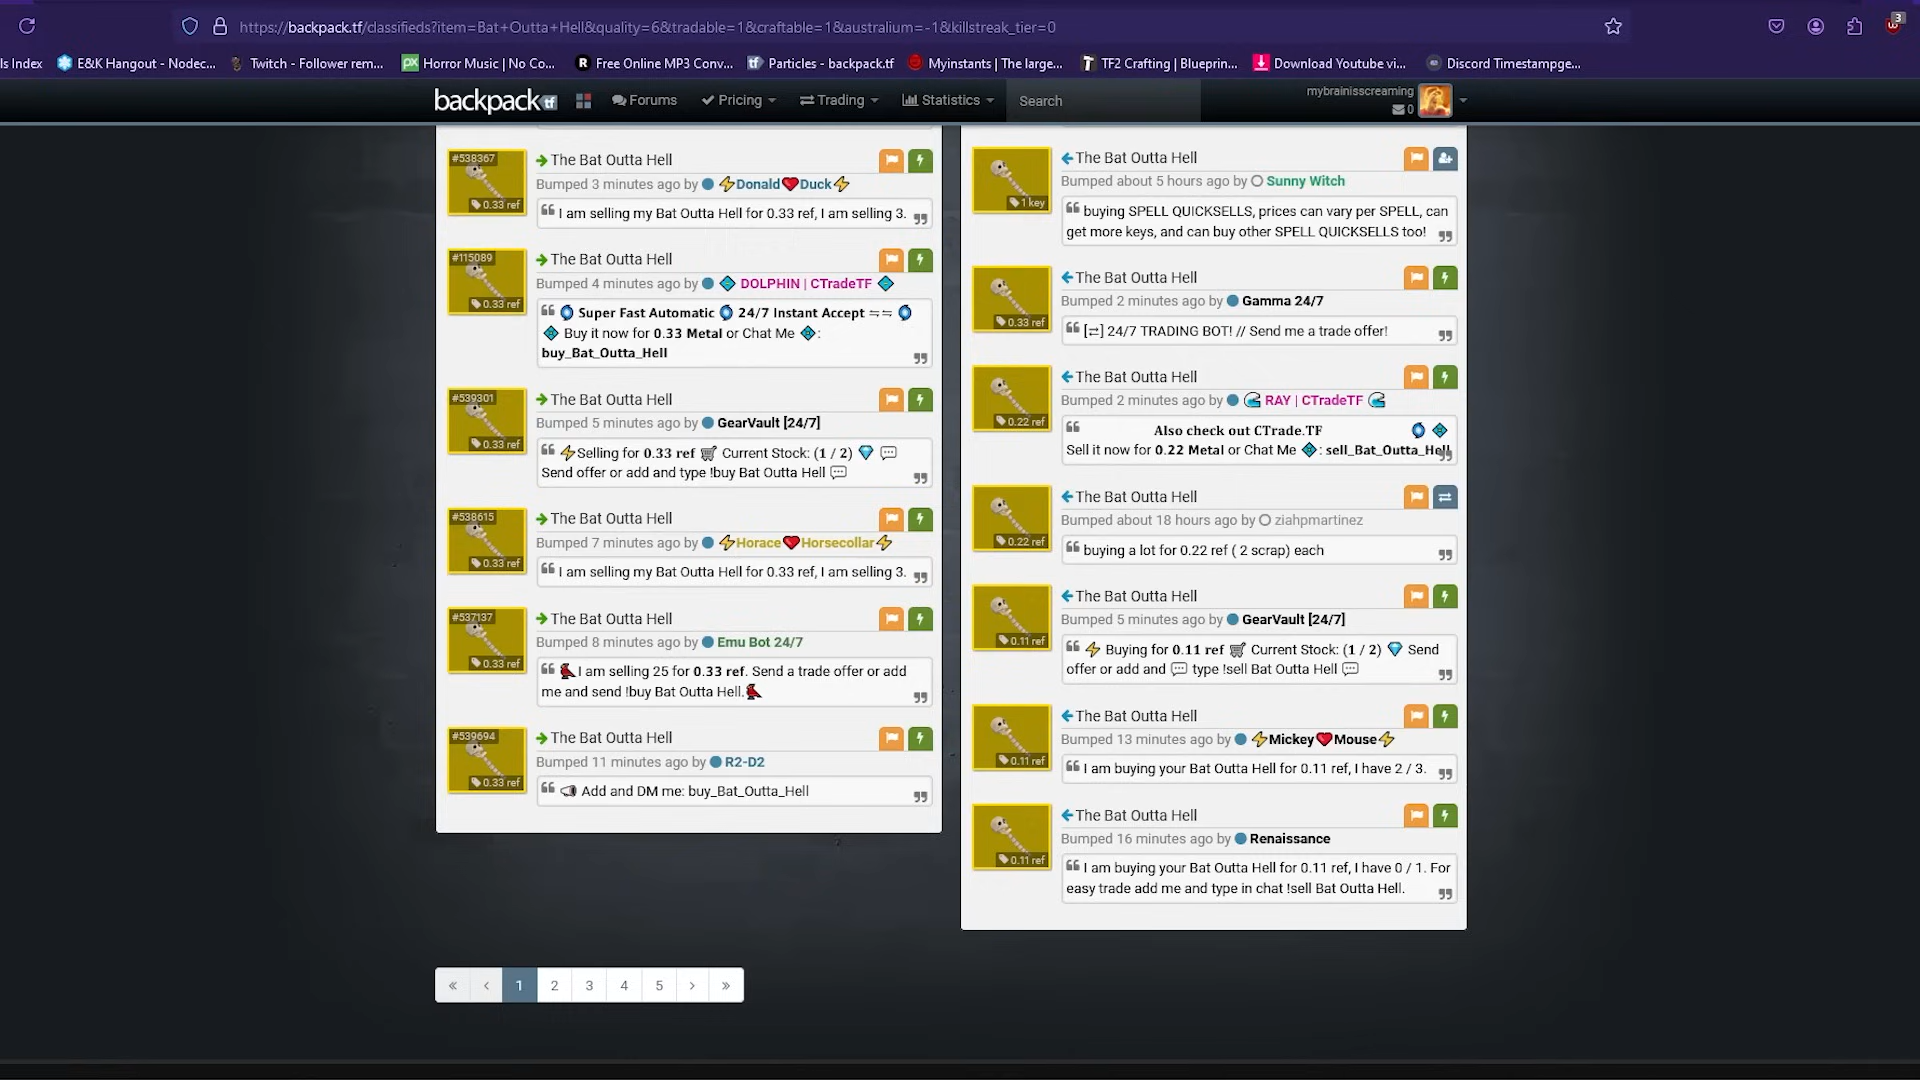 https://backpack.tf/classifieds?item=Bat+Outta+Hell&quality=6&tradable=1&craftable=1&australium=-1&killstreak_tier=0
3
ls Index
E&K Hangout - Nodec...
Twitch - Follower rem...
Horror Music | No Co...
Free Online MP3 Conv...
Particles - backpack.tf
Myinstants | The large...
TF2 Crafting | Blueprin...
Download Youtube vi...
Discord Timestampge...
backpack tf
Forums
Pricing
Trading
Statistics
Search
mybrainisscreaming
0
#538367
0.33 ref
The Bat Outta Hell
Bumped 3 minutes ago by ⚡Donald❤Duck⚡
I am selling my Bat Outta Hell for 0.33 ref, I am selling 3.
#115089
0.33 ref
The Bat Outta Hell
Bumped 4 minutes ago by DOLPHIN | CTradeTF
Super Fast Automatic 24/7 Instant Accept ⇋⇋
Buy it now for 0.33 Metal or Chat Me :
buy_Bat_Outta_Hell
#539301
0.33 ref
The Bat Outta Hell
Bumped 5 minutes ago by GearVault [24/7]
⚡Selling for 0.33 ref 🛒 Current Stock: (1 / 2) 💎 💬
Send offer or add and type !buy Bat Outta Hell 💬
#538615
0.33 ref
The Bat Outta Hell
Bumped 7 minutes ago by ⚡Horace❤Horsecollar⚡
I am selling my Bat Outta Hell for 0.33 ref, I am selling 3.
#537137
0.33 ref
The Bat Outta Hell
Bumped 8 minutes ago by Emu Bot 24/7
I am selling 25 for 0.33 ref. Send a trade offer or add
me and send !buy Bat Outta Hell.
#539694
0.33 ref
The Bat Outta Hell
Bumped 11 minutes ago by R2-D2
Add and DM me: buy_Bat_Outta_Hell
1 key
The Bat Outta Hell
Bumped about 5 hours ago by Sunny Witch
buying SPELL QUICKSELLS, prices can vary per SPELL, can
get more keys, and can buy other SPELL QUICKSELLS too!
0.33 ref
The Bat Outta Hell
Bumped 2 minutes ago by Gamma 24/7
[⇄] 24/7 TRADING BOT! // Send me a trade offer!
0.22 ref
The Bat Outta Hell
Bumped 2 minutes ago by RAY | CTradeTF
Also check out CTrade.TF
Sell it now for 0.22 Metal or Chat Me : sell_Bat_Outta_Hell
0.22 ref
The Bat Outta Hell
Bumped about 18 hours ago by ziahpmartinez
buying a lot for 0.22 ref ( 2 scrap) each
0.11 ref
The Bat Outta Hell
Bumped 5 minutes ago by GearVault [24/7]
⚡ Buying for 0.11 ref 🛒 Current Stock: (1 / 2) 💎 Send
offer or add and 💬 type !sell Bat Outta Hell 💬
0.11 ref
The Bat Outta Hell
Bumped 13 minutes ago by ⚡Mickey❤Mouse⚡
I am buying your Bat Outta Hell for 0.11 ref, I have 2 / 3.
0.11 ref
The Bat Outta Hell
Bumped 16 minutes ago by Renaissance
I am buying your Bat Outta Hell for 0.11 ref, I have 0 / 1. For
easy trade add me and type in chat !sell Bat Outta Hell.
« ‹ 1 2 3 4 5 › »